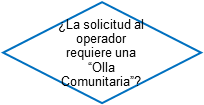 ¿La solicitud al
operador
requiere una
“Olla
Comunitaria”?